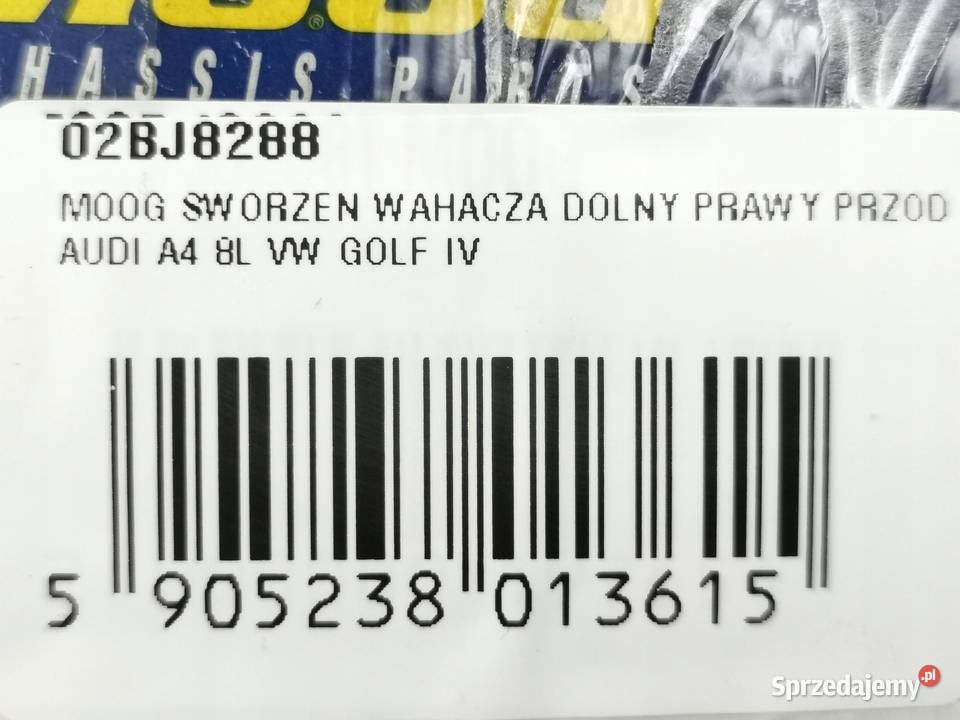 CHASSIS PARTS
02BJ8288
MOOG SWORZEN WAHACZA DOLNY PRAWY PRZOD
AUDI A4 8L VW GOLF IV
5 905238 013615
Sprzedajemy.pl